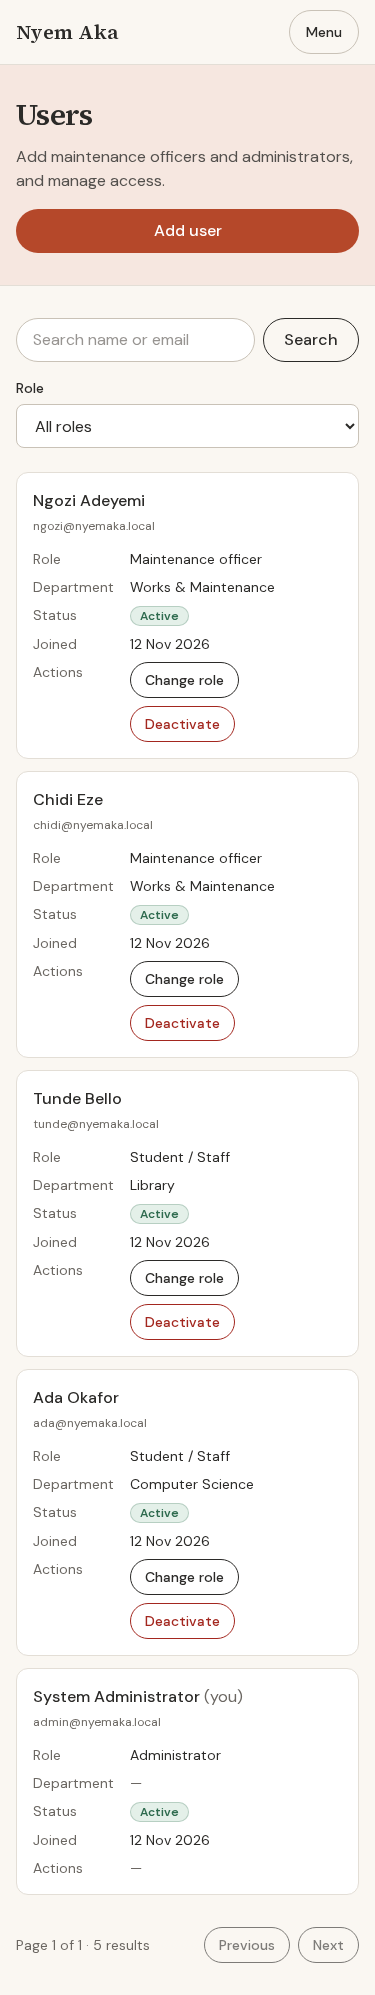 Nyem Aka
Menu
Users
Add maintenance officers and administrators,
and manage access.
Add user
Search name or email
Search
Role
All roles
Ngozi Adeyemi
ngozi@nyemaka.local
Role Maintenance officer
Department Works & Maintenance
Status Active
Joined 12 Nov 2026
Actions Change role
Deactivate
Chidi Eze
chidi@nyemaka.local
Role Maintenance officer
Department Works & Maintenance
Status Active
Joined 12 Nov 2026
Actions Change role
Deactivate
Tunde Bello
tunde@nyemaka.local
Role Student / Staff
Department Library
Status Active
Joined 12 Nov 2026
Actions Change role
Deactivate
Ada Okafor
ada@nyemaka.local
Role Student / Staff
Department Computer Science
Status Active
Joined 12 Nov 2026
Actions Change role
Deactivate
System Administrator (you)
admin@nyemaka.local
Role Administrator
Department —
Status Active
Joined 12 Nov 2026
Actions —
Page 1 of 1 · 5 results Previous Next